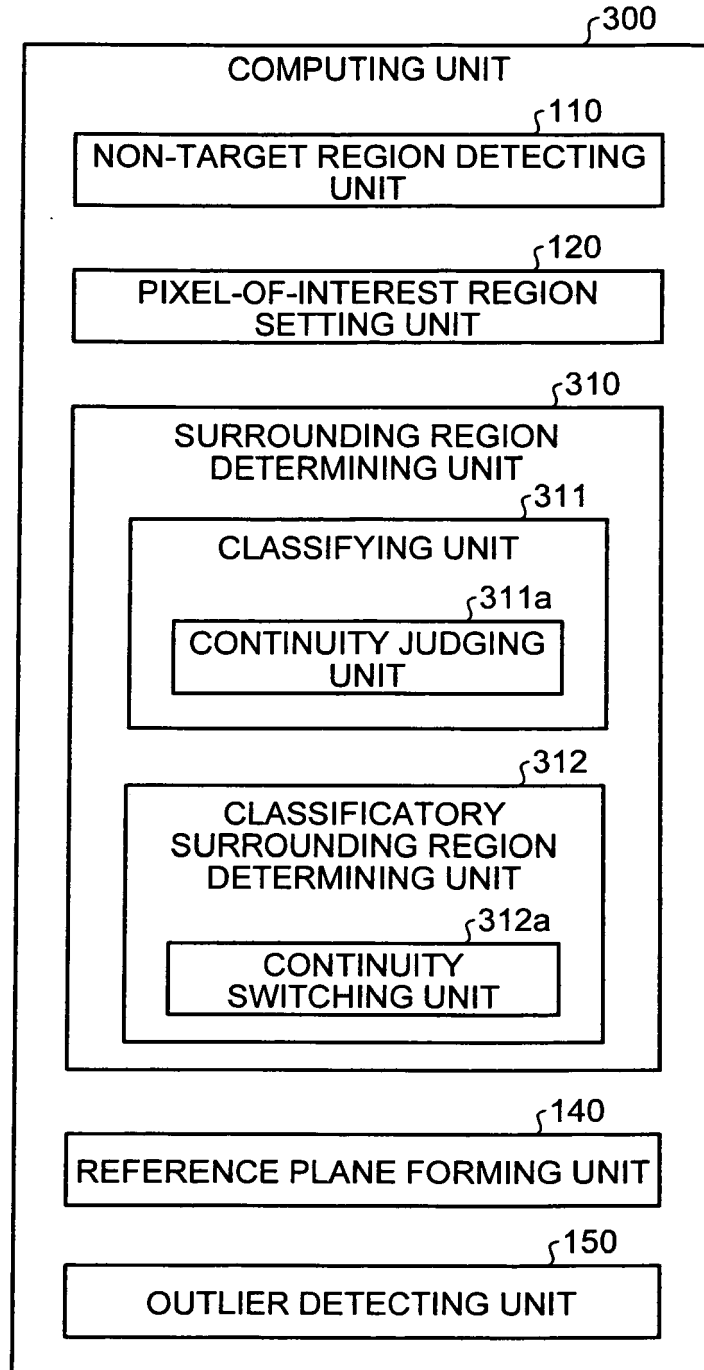 300
COMPUTING UNIT
110
NON-TARGET REGION DETECTING
UNIT
120
PIXEL-OF-INTEREST REGION
SETTING UNIT
310
SURROUNDING REGION
DETERMINING UNIT
311
CLASSIFYING UNIT
311a
CONTINUITY JUDGING
UNIT
312
CLASSIFICATORY
SURROUNDING REGION
DETERMINING UNIT
312a
CONTINUITY
SWITCHING UNIT
140
REFERENCE PLANE FORMING UNIT
150
OUTLIER DETECTING UNIT